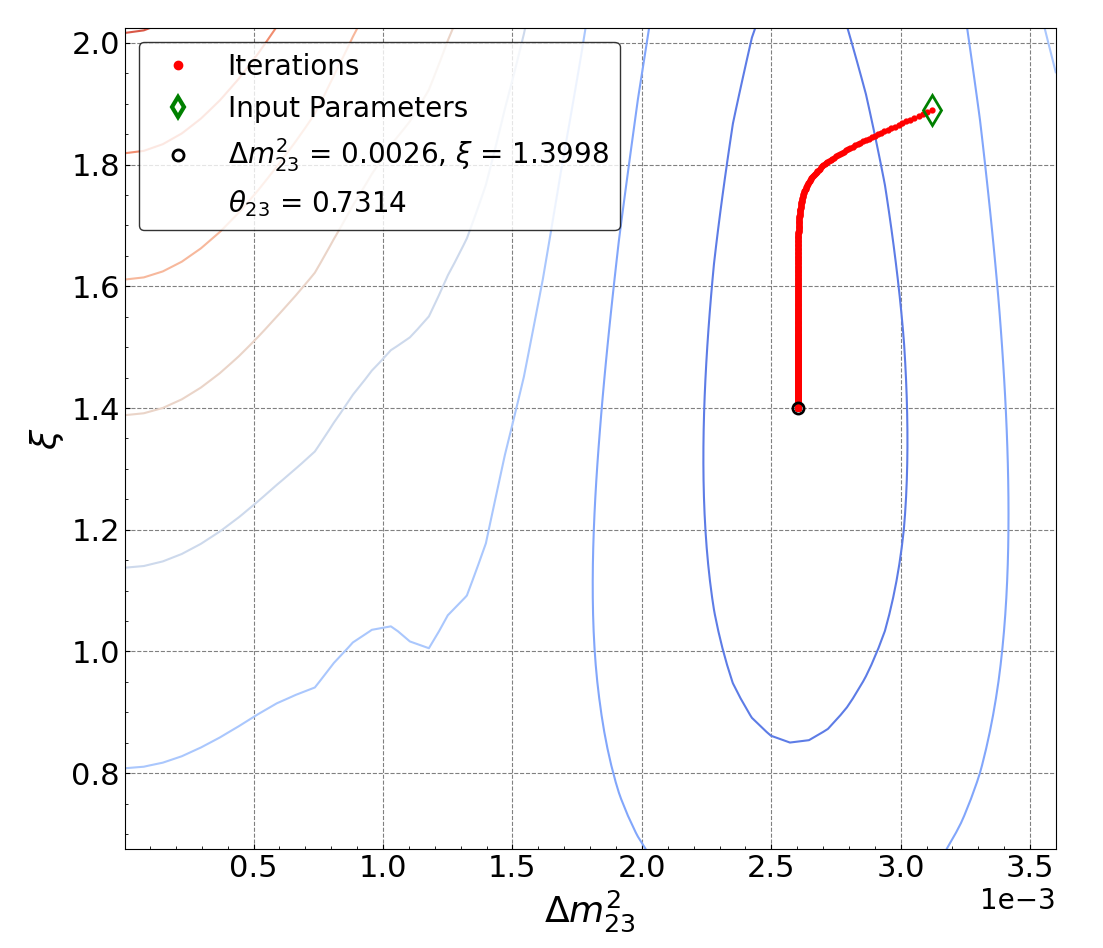 2.0
1.8
1.6
1.4
1.2
1.0
0.8
ξ
Iterations
Input Parameters
Δm²₂₃ = 0.0026, ξ = 1.3998
θ₂₃ = 0.7314
0.5 1.0 1.5 2.0 2.5 3.0 3.5
1e−3
Δm²₂₃